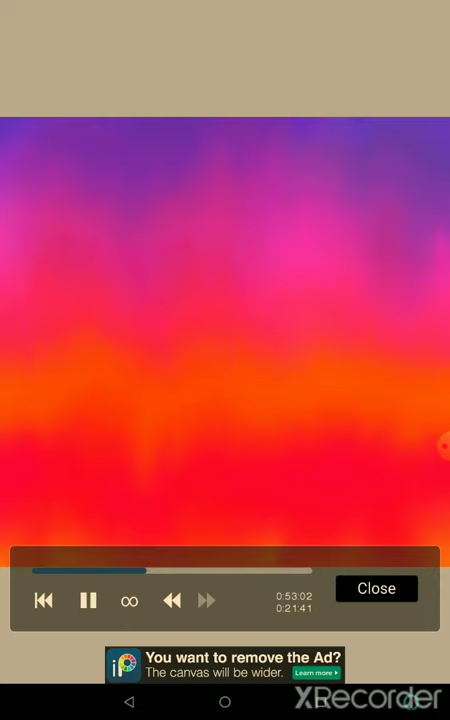 Close
0:53:02
0:21:41
iP
You want to remove the Ad?
The canvas will be wider.
Learn more
XRecorder